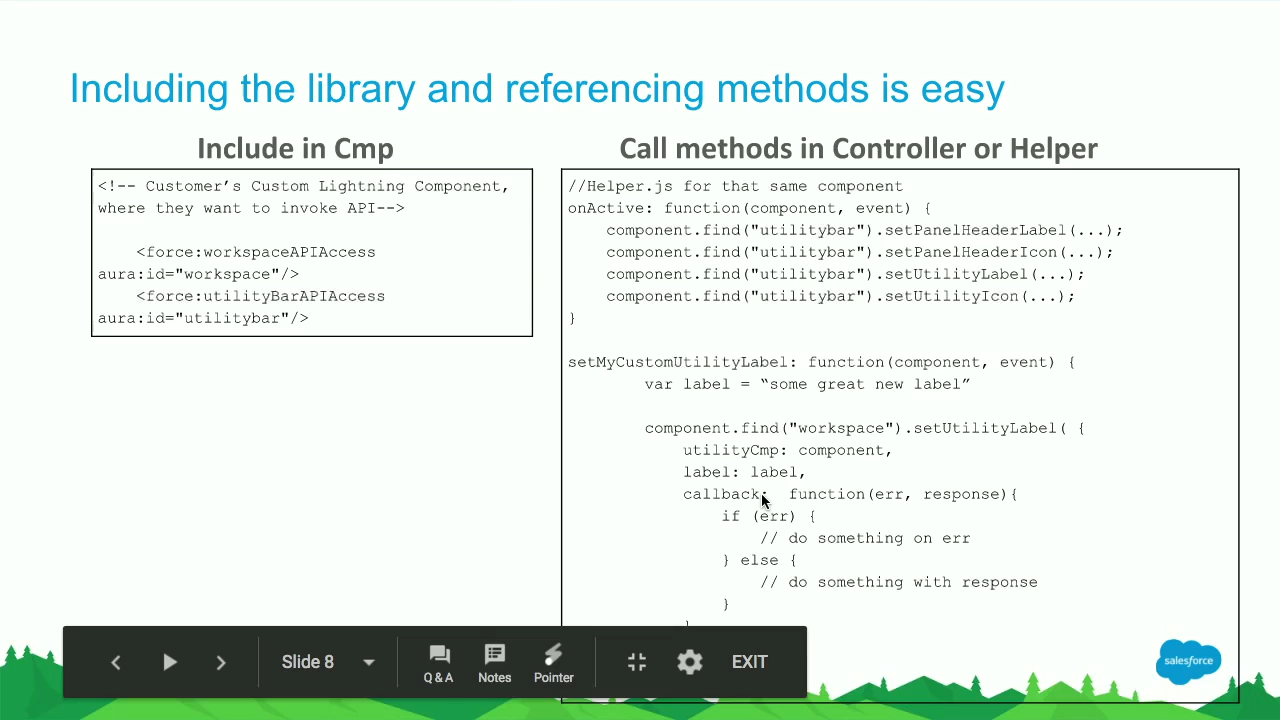 Including the library and referencing methods is easy
Include in Cmp
<!-- Customer’s Custom Lightning Component,
where they want to invoke API-->
<force:workspaceAPIAccess
aura:id="workspace"/>
<force:utilityBarAPIAccess
aura:id="utilitybar"/>
Call methods in Controller or Helper
//Helper.js for that same component
onActive: function(component, event) {
component.find("utilitybar").setPanelHeaderLabel(...);
component.find("utilitybar").setPanelHeaderIcon(...);
component.find("utilitybar").setUtilityLabel(...);
component.find("utilitybar").setUtilityIcon(...);
}
setMyCustomUtilityLabel: function(component, event) {
var label = “some great new label”
component.find("workspace").setUtilityLabel( {
utilityCmp: component,
label: label,
callback: function(err, response){
if (err) {
// do something on err
} else {
// do something with response
}
Slide 8
Q & A
Notes
Pointer
EXIT
salesforce